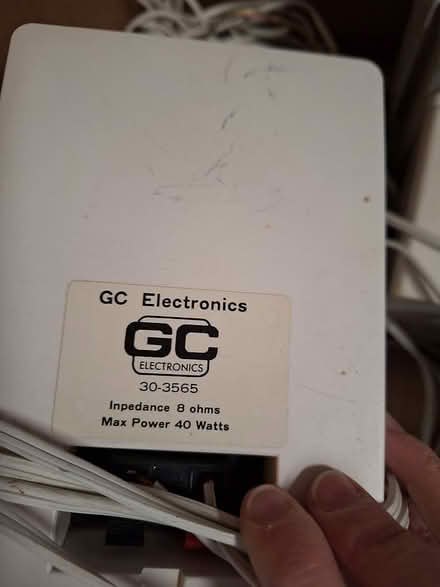 GC Electronics
GC
ELECTRONICS
30-3565
Inpedance 8 ohms
Max Power 40 Watts